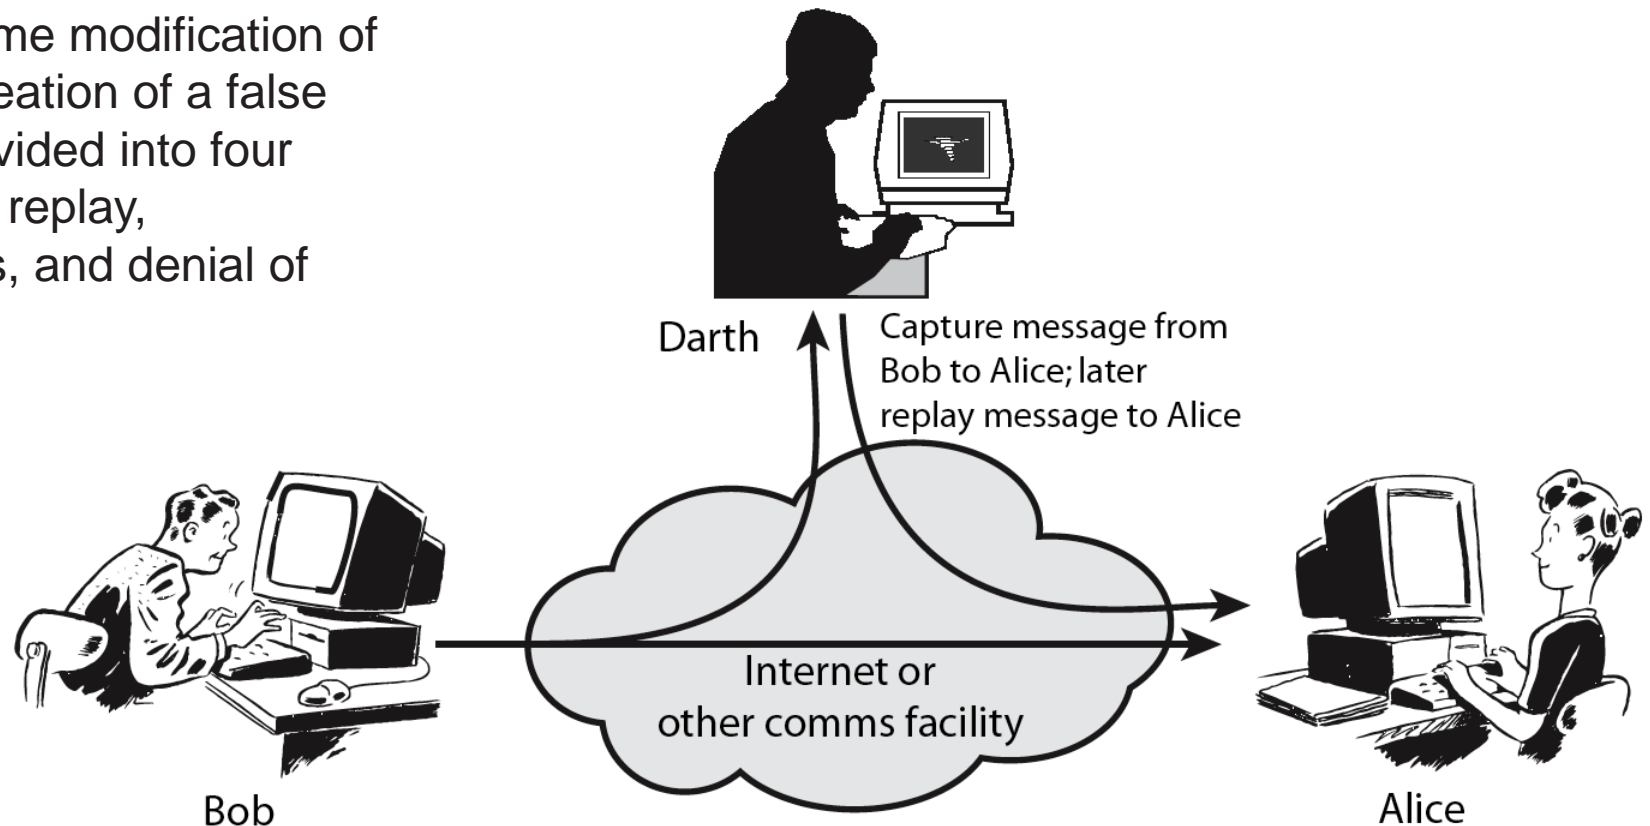 me modification of
eation of a false
vided into four
replay,
s, and denial of
Darth
Capture message from
Bob to Alice; later
replay message to Alice
Internet or
other comms facility
Bob
Alice